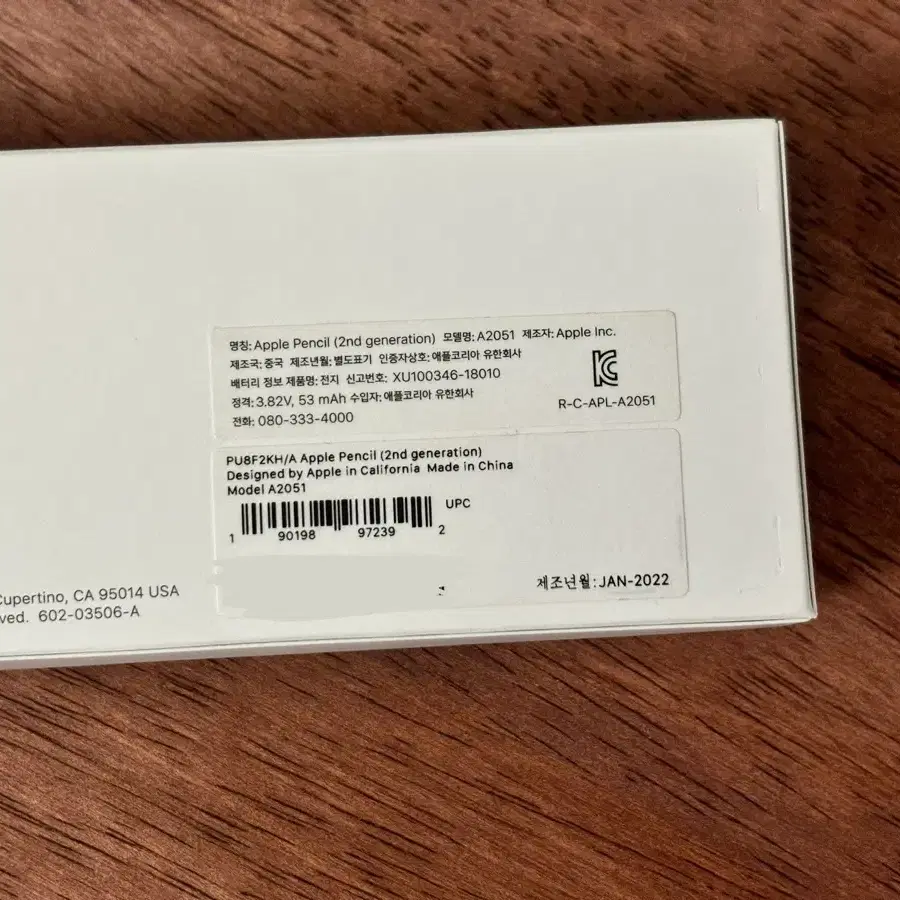 명칭: Apple Pencil (2nd generation) 모델명: A2051 제조자: Apple Inc.
제조국: 중국 제조년월: 별도표기 인증자상호: 애플코리아 유한회사
배터리 정보 제품명: 전지 신고번호: XU100346-18010
정격: 3.82V, 53 mAh 수입자: 애플코리아 유한회사
전화: 080-333-4000
R-C-APL-A2051
PU8F2KH/A Apple Pencil (2nd generation)
Designed by Apple in California Made in China
Model A2051
UPC
1 90198 97239 2
제조년월: JAN-2022
Cupertino, CA 95014 USA
ved. 602-03506-A